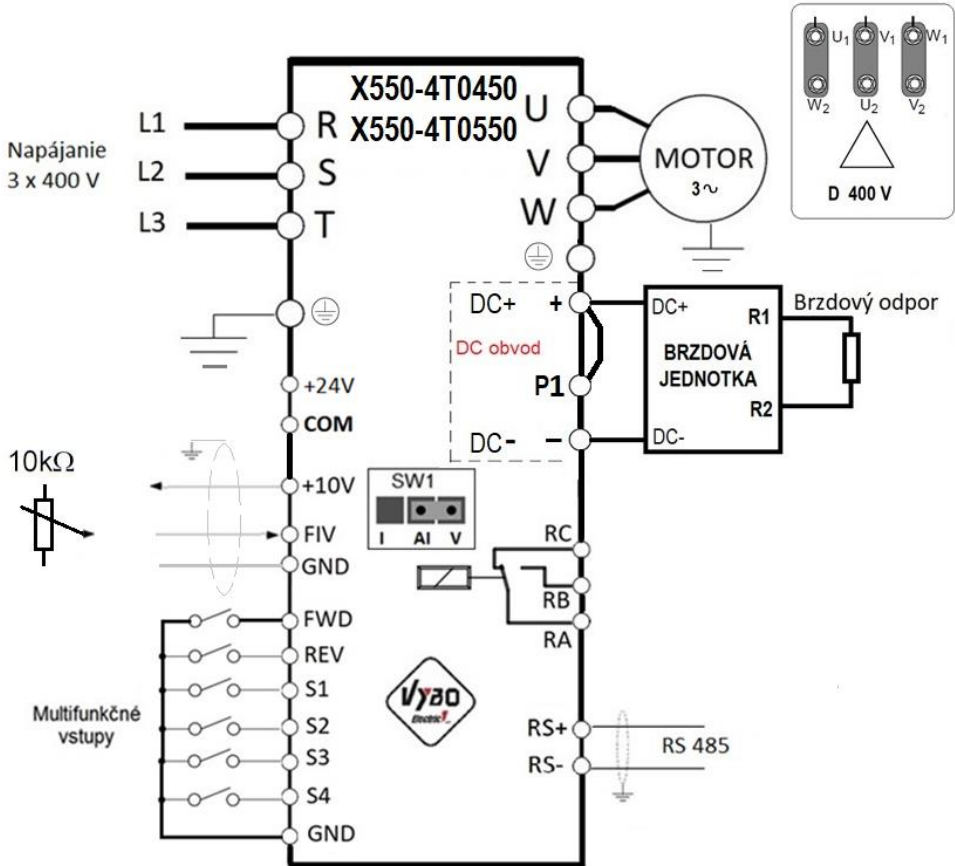 X550-4T0450
X550-4T0550
Napájanie
3 x 400 V
L1
L2
L3
R
S
T
U
V
W
MOTOR
3∿
U1
V1
W1
W2
U2
V2
D 400 V
DC+
+
DC obvod
P1
DC-
−
DC+
R1
BRZDOVÁ
JEDNOTKA
R2
DC-
Brzdový odpor
+24V
COM
10kΩ
+10V
FIV
GND
SW1
I
AI
V
RC
RB
RA
FWD
REV
S1
S2
S3
S4
GND
Multifunkčné
vstupy
VYBO
Electric
RS+
RS-
RS 485